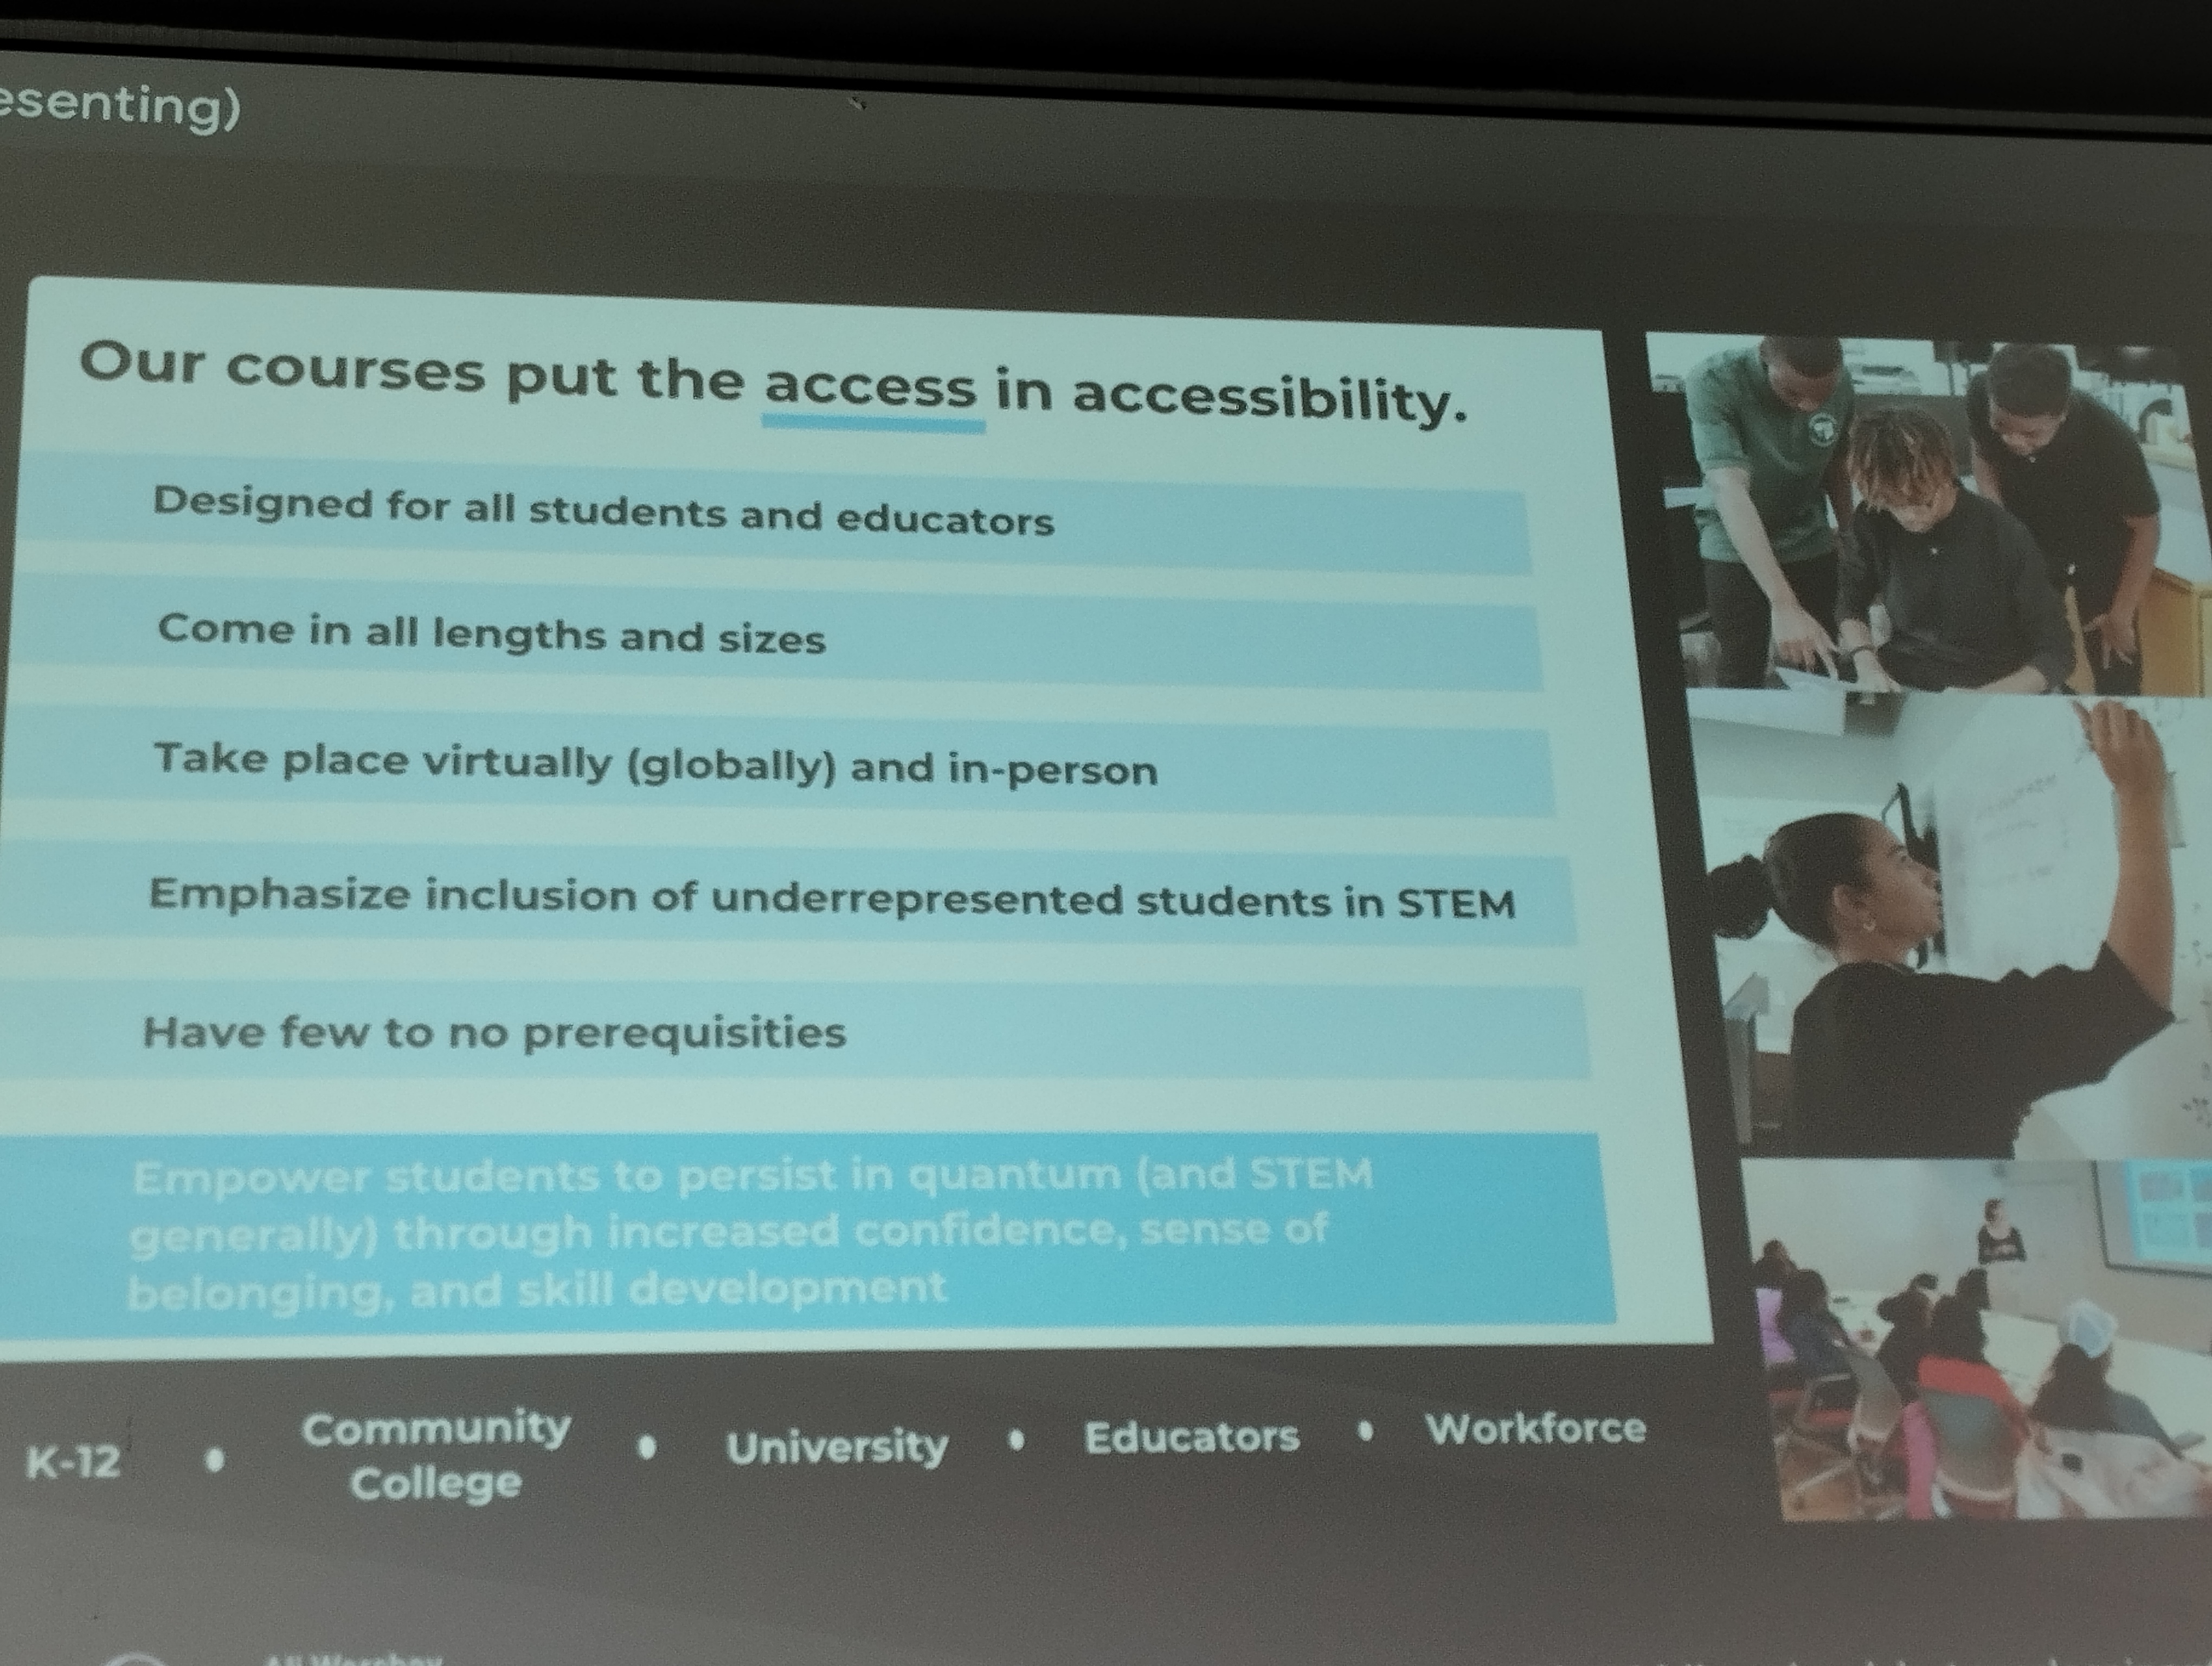 esenting)
Our courses put the access in accessibility.
Designed for all students and educators
Come in all lengths and sizes
Take place virtually (globally) and in-person
Emphasize inclusion of underrepresented students in STEM
Have few to no prerequisities
Empower students to persist in quantum (and STEM
generally) through increased confidence, sense of
belonging, and skill development
K-12 • Community College • University • Educators • Workforce